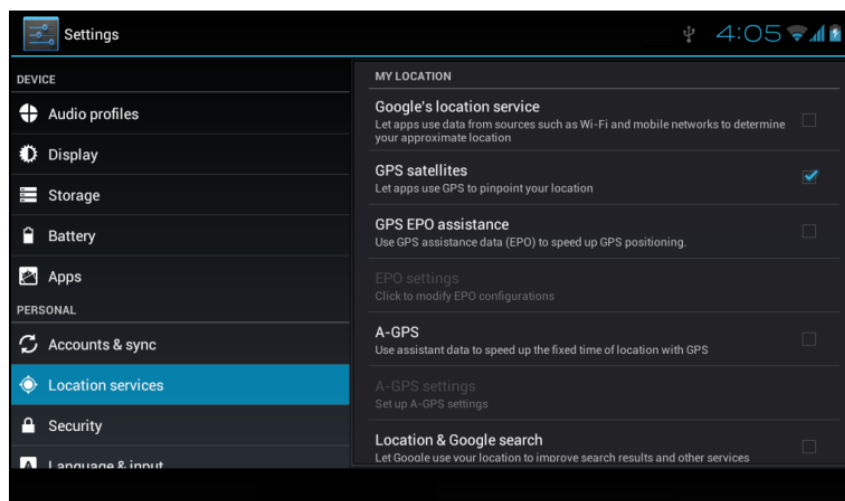 Settings
4:05
DEVICE
Audio profiles
Display
Storage
Battery
Apps
PERSONAL
Accounts & sync
Location services
Security
Language & input
MY LOCATION
Google's location service
Let apps use data from sources such as Wi-Fi and mobile networks to determine
your approximate location
GPS satellites
Let apps use GPS to pinpoint your location
GPS EPO assistance
Use GPS assistance data (EPO) to speed up GPS positioning.
EPO settings
Click to modify EPO configurations
A-GPS
Use assistant data to speed up the fixed time of location with GPS
A-GPS settings
Set up A-GPS settings
Location & Google search
Let Google use your location to improve search results and other services